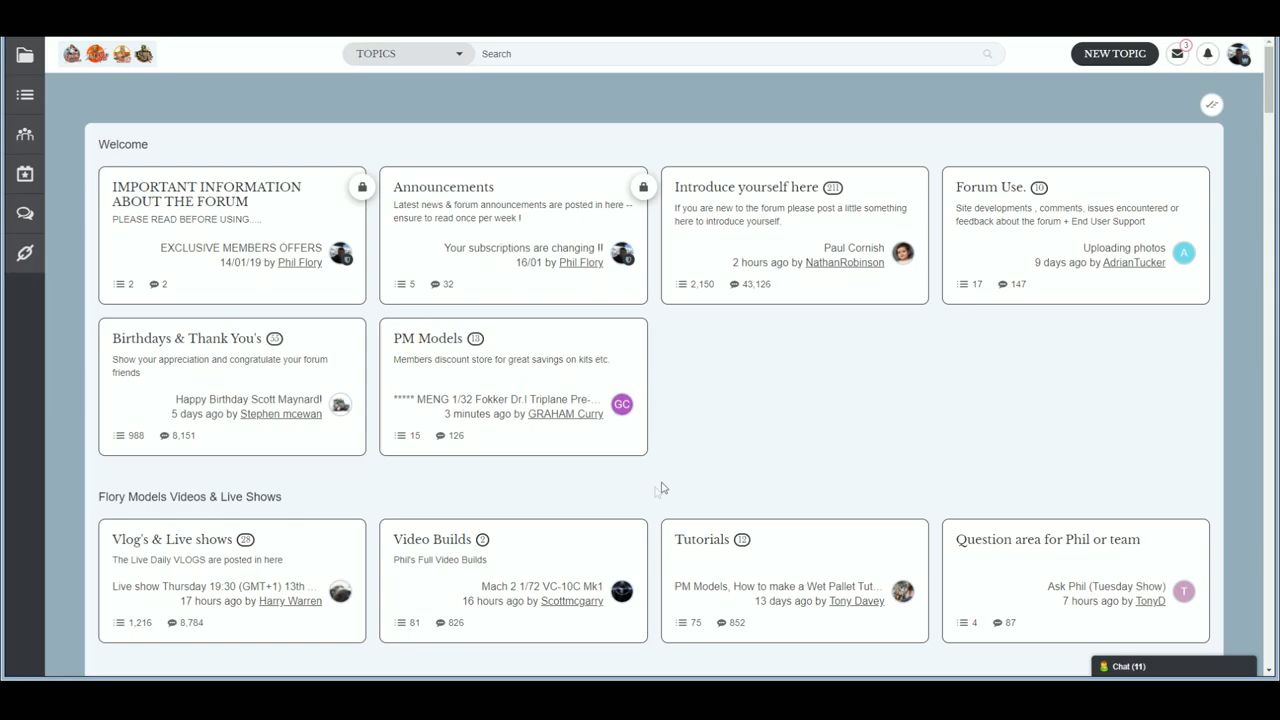 TOPICS
Search
NEW TOPIC
3
Welcome
IMPORTANT INFORMATION
ABOUT THE FORUM
PLEASE READ BEFORE USING.....
EXCLUSIVE MEMBERS OFFERS
14/01/19 by Phil Flory
2 2
Announcements
Latest news & forum announcements are posted in here --
ensure to read once per week !
Your subscriptions are changing !!
16/01 by Phil Flory
5 32
Introduce yourself here 211
If you are new to the forum please post a little something
here to introduce yourself.
Paul Cornish
2 hours ago by NathanRobinson
2,150 43,126
Forum Use. 10
Site developments , comments, issues encountered or
feedback about the forum + End User Support
Uploading photos
9 days ago by AdrianTucker
A
17 147
Birthdays & Thank You's 55
Show your appreciation and congratulate your forum
friends
Happy Birthday Scott Maynard!
5 days ago by Stephen mcewan
988 8,151
PM Models 13
Members discount store for great savings on kits etc.
***** MENG 1/32 Fokker Dr.I Triplane Pre-...
3 minutes ago by GRAHAM Curry
GC
15 126
Flory Models Videos & Live Shows
Vlog's & Live shows 28
The Live Daily VLOGS are posted in here
Live show Thursday 19:30 (GMT+1) 13th ...
17 hours ago by Harry Warren
1,216 8,784
Video Builds 2
Phil's Full Video Builds
Mach 2 1/72 VC-10C Mk1
16 hours ago by Scottmcgarry
81 826
Tutorials 12
PM Models, How to make a Wet Pallet Tut...
13 days ago by Tony Davey
75 852
Question area for Phil or team
Ask Phil (Tuesday Show)
7 hours ago by TonyD
T
4 87
Chat (11)